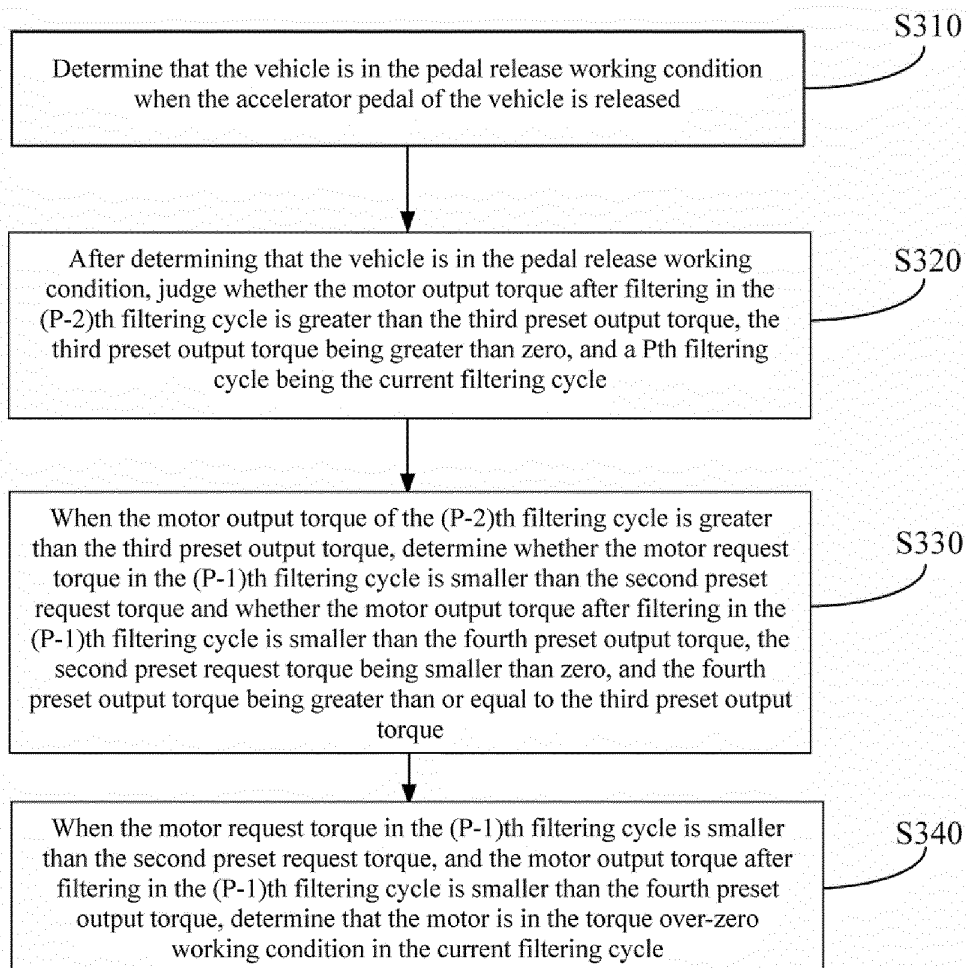 S310
Determine that the vehicle is in the pedal release working condition
when the accelerator pedal of the vehicle is released
S320
After determining that the vehicle is in the pedal release working
condition, judge whether the motor output torque after filtering in the
(P-2)th filtering cycle is greater than the third preset output torque, the
third preset output torque being greater than zero, and a Pth filtering
cycle being the current filtering cycle
S330
When the motor output torque of the (P-2)th filtering cycle is greater
than the third preset output torque, determine whether the motor request
torque in the (P-1)th filtering cycle is smaller than the second preset
request torque and whether the motor output torque after filtering in the
(P-1)th filtering cycle is smaller than the fourth preset output torque, the
second preset request torque being smaller than zero, and the fourth
preset output torque being greater than or equal to the third preset output
torque
S340
When the motor request torque in the (P-1)th filtering cycle is smaller
than the second preset request torque, and the motor output torque after
filtering in the (P-1)th filtering cycle is smaller than the fourth preset
output torque, determine that the motor is in the torque over-zero
working condition in the current filtering cycle